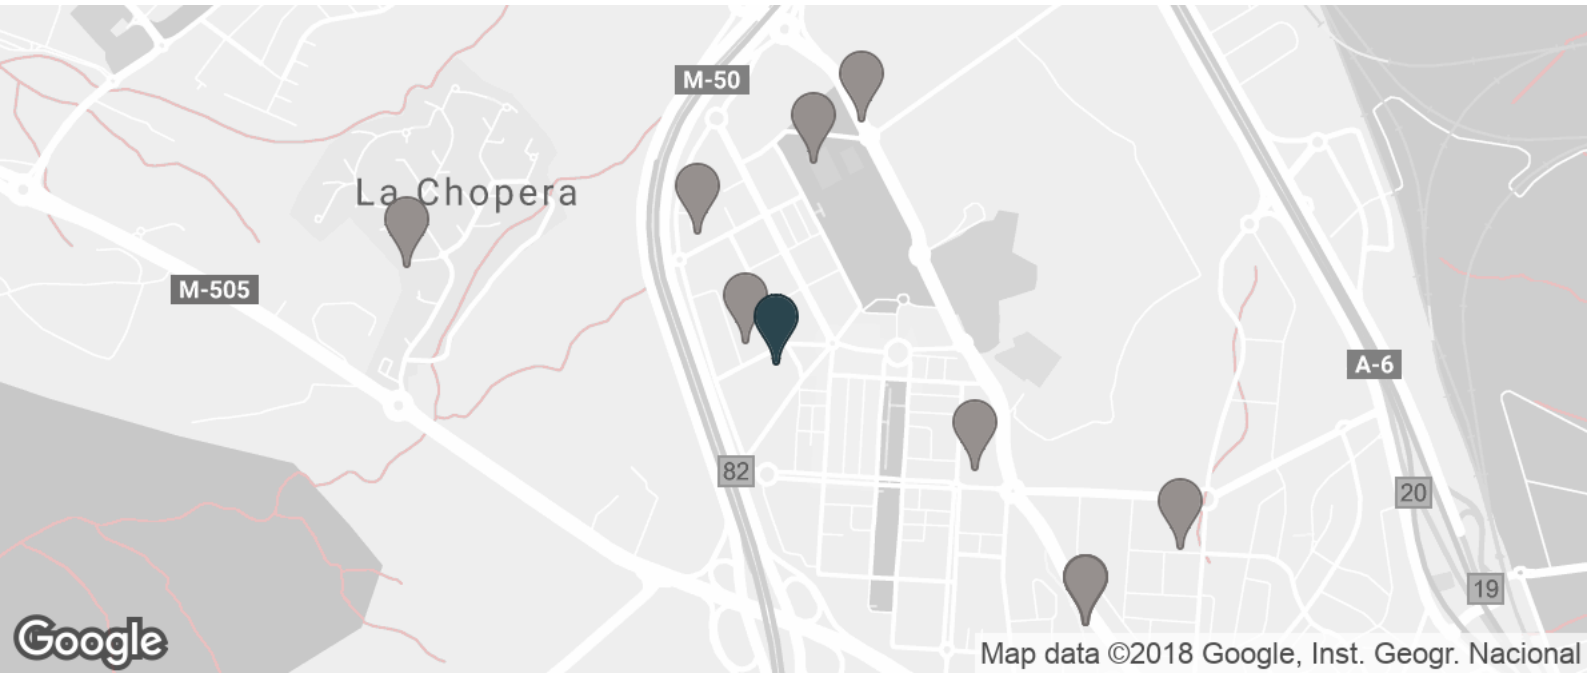 M-50
La Chopera
M-505
A-6
82
20
19
Google
Map data ©2018 Google, Inst. Geogr. Nacional